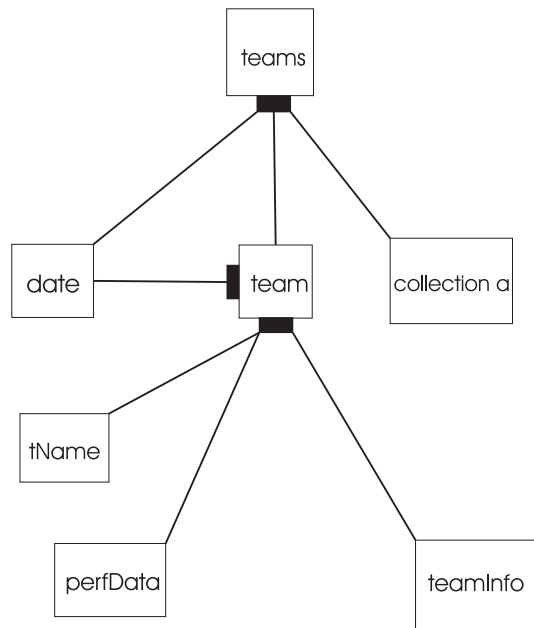 teams
date
team
collection a
tName
perfData
teamInfo